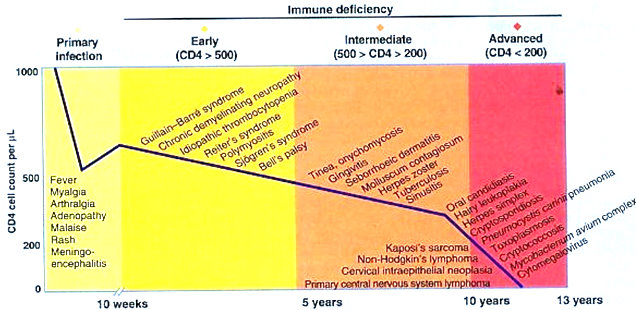 Immune deficiency
Primary infection
Early (CD4 > 500)
Intermediate (500 > CD4 > 200)
Advanced (CD4 < 200)
CD4 cell count per µL
1000
500
200
0
Fever
Myalgia
Arthralgia
Adenopathy
Malaise
Rash
Meningo-
encephalitis
Guillain–Barré syndrome
Chronic demyelinating neuropathy
Idiopathic thrombocytopenia
Reiter's syndrome
Polymyositis
Sjögren's syndrome
Bell's palsy
Tinea, onychomycosis
Gingivitis
Seborrhoeic dermatitis
Molluscum contagiosum
Herpes zoster
Tuberculosis
Sinusitis
Oral candidiasis
Hairy leukoplakia
Herpes simplex
Cryptosporidiosis
Pneumocystis carinii pneumonia
Toxoplasmosis
Cryptococcosis
Mycobacterium avium complex
Cytomegalovirus
Kaposi's sarcoma
Non-Hodgkin's lymphoma
Cervical intraepithelial neoplasia
Primary central nervous system lymphoma
10 weeks
5 years
10 years
13 years